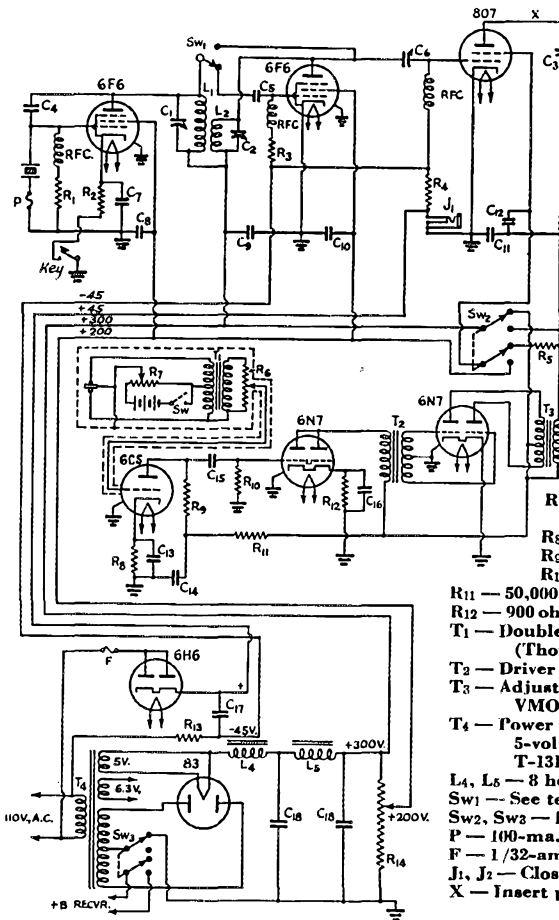 807
X
Sw₁
6F6
6F6
C₆
C₃
C₄
C₁
L₁
L₂
C₅
C₂
RFC
RFC
RFC.
R₃
P
R₁
R₂
C₇
C₈
C₉
C₁₀
R₄
J₁
C₁₂
C₁₁
Key
-45
+45
+300
+200
Sw₂
R₅
R₇
T₁
R₆
Sw
6C5
C₁₅
6N7
T₂
6N7
T₃
R₉
R₁₀
R₁₂
C₁₆
R₈
C₁₃
C₁₄
R₁₁
R
R₈
R₉
R₁
R₁₁ — 50,000
R₁₂ — 900 oh
T₁ — Double
(Tho
T₂ — Driver
T₃ — Adjust
VMO
T₄ — Power
5-vol
T-13
L₄, L₅ — 8 he
Sw₁ — See te
Sw₂, Sw₃ —
P — 100-ma.
F — 1/32-am
J₁, J₂ — Clos
X — Insert
F
6H6
+
C₁₇
R₁₃
-45V.
L₄
L₅
+300V.
5V.
83
6.3V.
T₄
110V, A.C.
C₁₈
C₁₈
+200V.
R₁₄
Sw₃
+B RECVR.